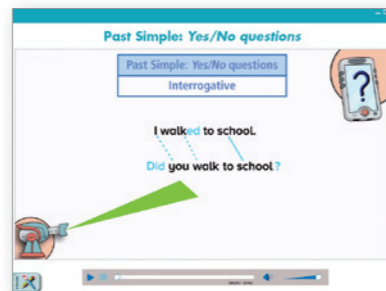 Past Simple: Yes/No questions
Past Simple: Yes/No questions
Interrogative
?
I walked to school.
Did you walk to school?